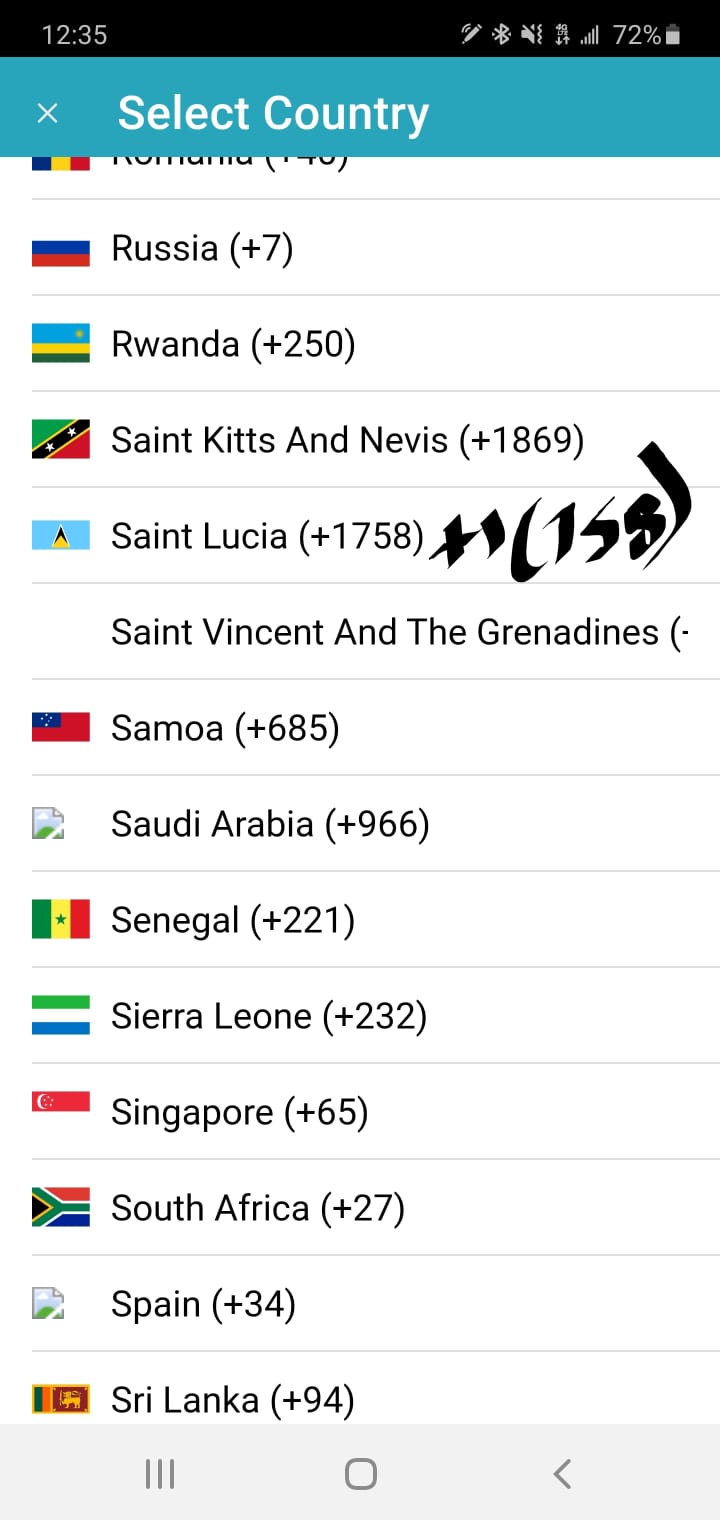 12:35 72%
Select Country
Romania (+40)
Russia (+7)
Rwanda (+250)
Saint Kitts And Nevis (+1869)
Saint Lucia (+1758) +1(758)
Saint Vincent And The Grenadines (
Samoa (+685)
Saudi Arabia (+966)
Senegal (+221)
Sierra Leone (+232)
Singapore (+65)
South Africa (+27)
Spain (+34)
Sri Lanka (+94)